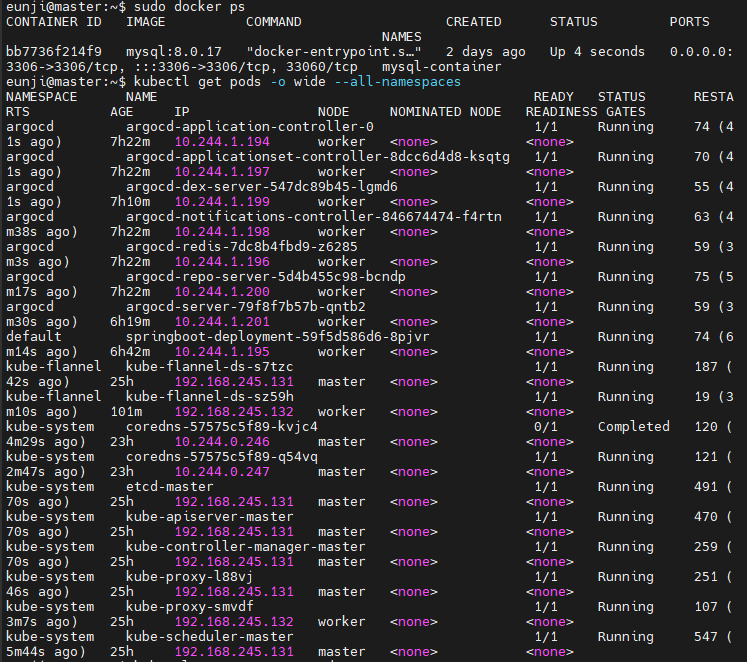 eunji@master:~$ sudo docker ps
CONTAINER ID   IMAGE          COMMAND                  CREATED      STATUS         PORTS
                                               NAMES
bb7736f214f9   mysql:8.0.17   "docker-entrypoint.s…"   2 days ago   Up 4 seconds   0.0.0.0:
3306->3306/tcp, :::3306->3306/tcp, 33060/tcp   mysql-container
eunji@master:~$ kubectl get pods -o wide --all-namespaces
NAMESPACE      NAME                                                READY   STATUS      RESTA
RTS          AGE     IP                NODE     NOMINATED NODE   READINESS GATES
argocd         argocd-application-controller-0                     1/1     Running     74 (4
1s ago)      7h22m   10.244.1.194      worker   <none>           <none>
argocd         argocd-applicationset-controller-8dcc6d4d8-ksqtg    1/1     Running     70 (4
1s ago)      7h22m   10.244.1.197      worker   <none>           <none>
argocd         argocd-dex-server-547dc89b45-lgmd6                  1/1     Running     55 (4
1s ago)      7h10m   10.244.1.199      worker   <none>           <none>
argocd         argocd-notifications-controller-846674474-f4rtn     1/1     Running     63 (4
m38s ago)    7h22m   10.244.1.198      worker   <none>           <none>
argocd         argocd-redis-7dc8b4fbd9-z6285                       1/1     Running     59 (3
m3s ago)     7h22m   10.244.1.196      worker   <none>           <none>
argocd         argocd-repo-server-5d4b455c98-bcndp                 1/1     Running     75 (5
m17s ago)    7h22m   10.244.1.200      worker   <none>           <none>
argocd         argocd-server-79f8f7b57b-qntb2                      1/1     Running     59 (3
m30s ago)    6h19m   10.244.1.201      worker   <none>           <none>
default        springboot-deployment-59f5d586d6-8pjvr              1/1     Running     74 (6
m14s ago)    6h42m   10.244.1.195      worker   <none>           <none>
kube-flannel   kube-flannel-ds-s7tzc                               1/1     Running     187 (
42s ago)     25h     192.168.245.131   master   <none>           <none>
kube-flannel   kube-flannel-ds-sz59h                               1/1     Running     19 (3
m10s ago)    101m    192.168.245.132   worker   <none>           <none>
kube-system    coredns-57575c5f89-kvjc4                            0/1     Completed   120 (
4m29s ago)   23h     10.244.0.246      master   <none>           <none>
kube-system    coredns-57575c5f89-q54vq                            1/1     Running     121 (
2m47s ago)   23h     10.244.0.247      master   <none>           <none>
kube-system    etcd-master                                         1/1     Running     491 (
70s ago)     25h     192.168.245.131   master   <none>           <none>
kube-system    kube-apiserver-master                               1/1     Running     470 (
70s ago)     25h     192.168.245.131   master   <none>           <none>
kube-system    kube-controller-manager-master                      1/1     Running     259 (
70s ago)     25h     192.168.245.131   master   <none>           <none>
kube-system    kube-proxy-l88vj                                    1/1     Running     251 (
46s ago)     25h     192.168.245.131   master   <none>           <none>
kube-system    kube-proxy-smvdf                                    1/1     Running     107 (
3m7s ago)    25h     192.168.245.132   worker   <none>           <none>
kube-system    kube-scheduler-master                               1/1     Running     547 (
5m44s ago)   25h     192.168.245.131   master   <none>           <none>